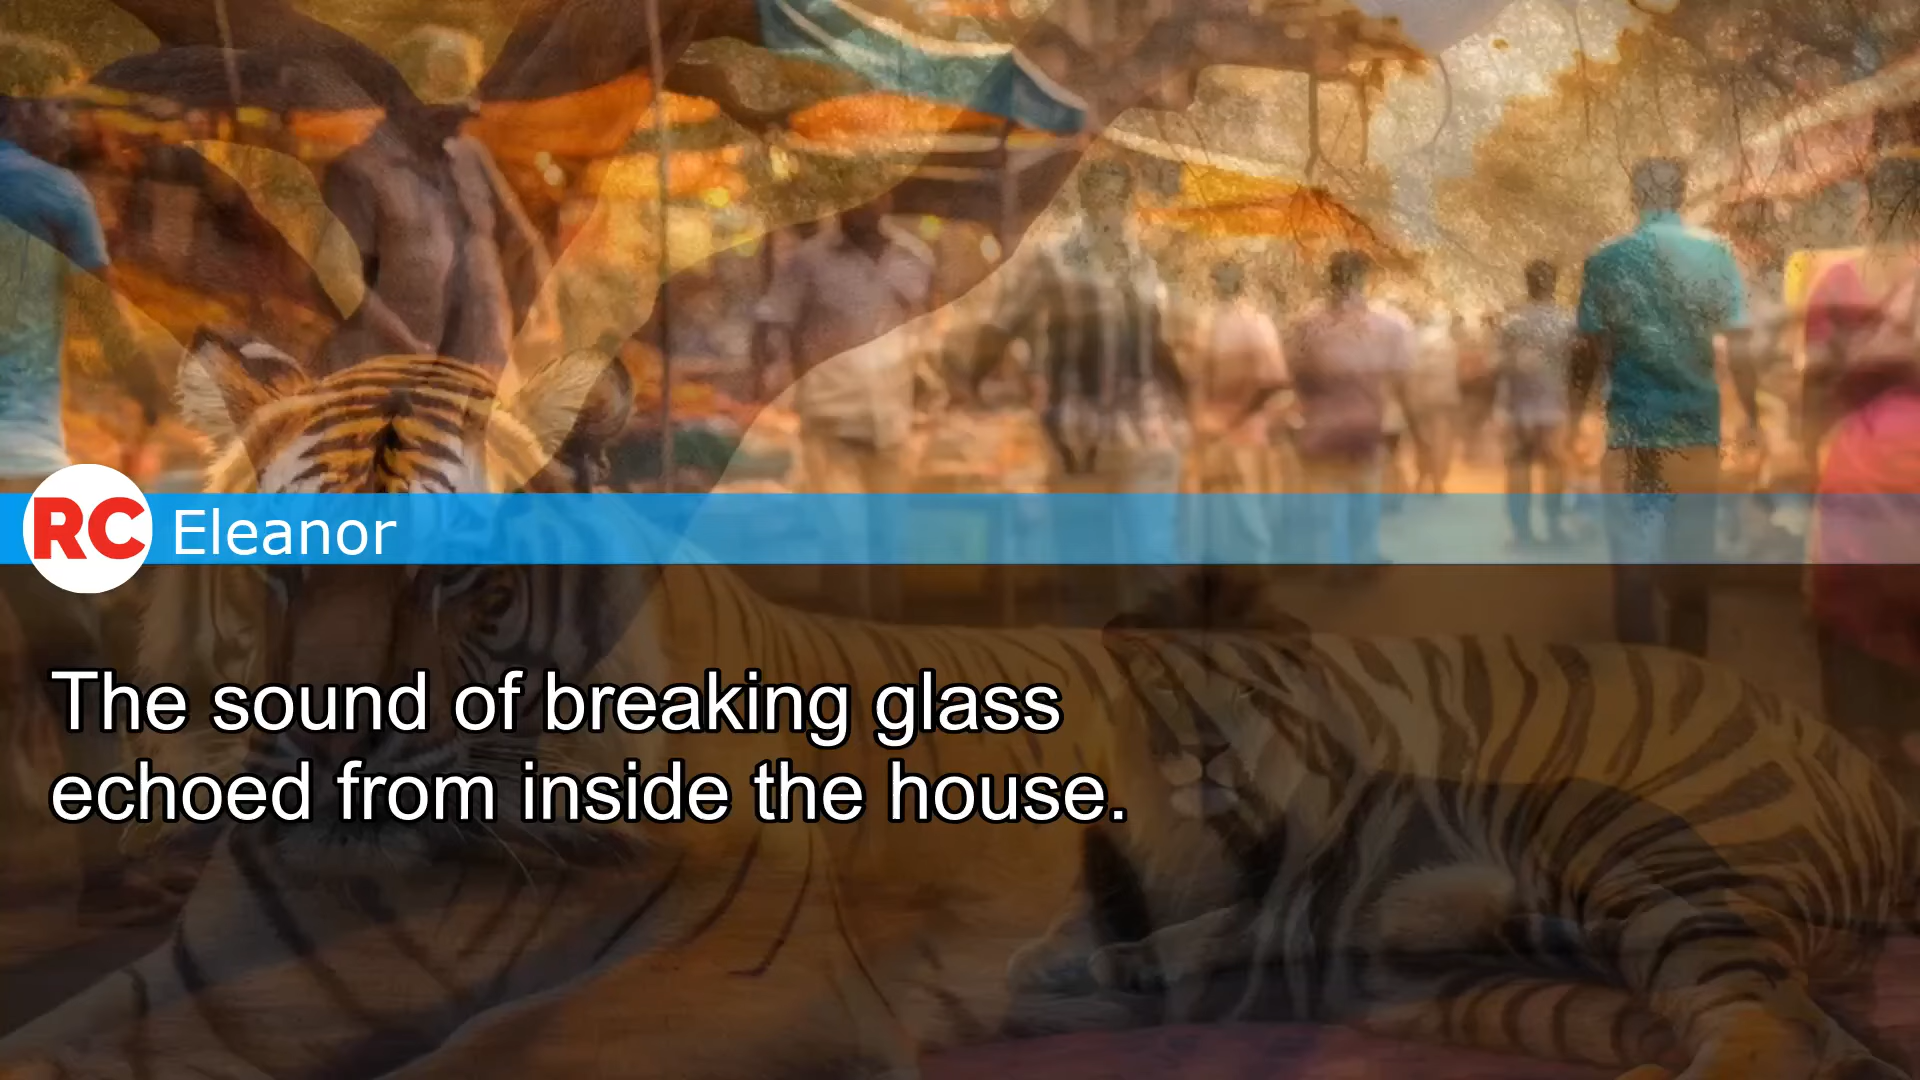 RC Eleanor
The sound of breaking glass
echoed from inside the house.